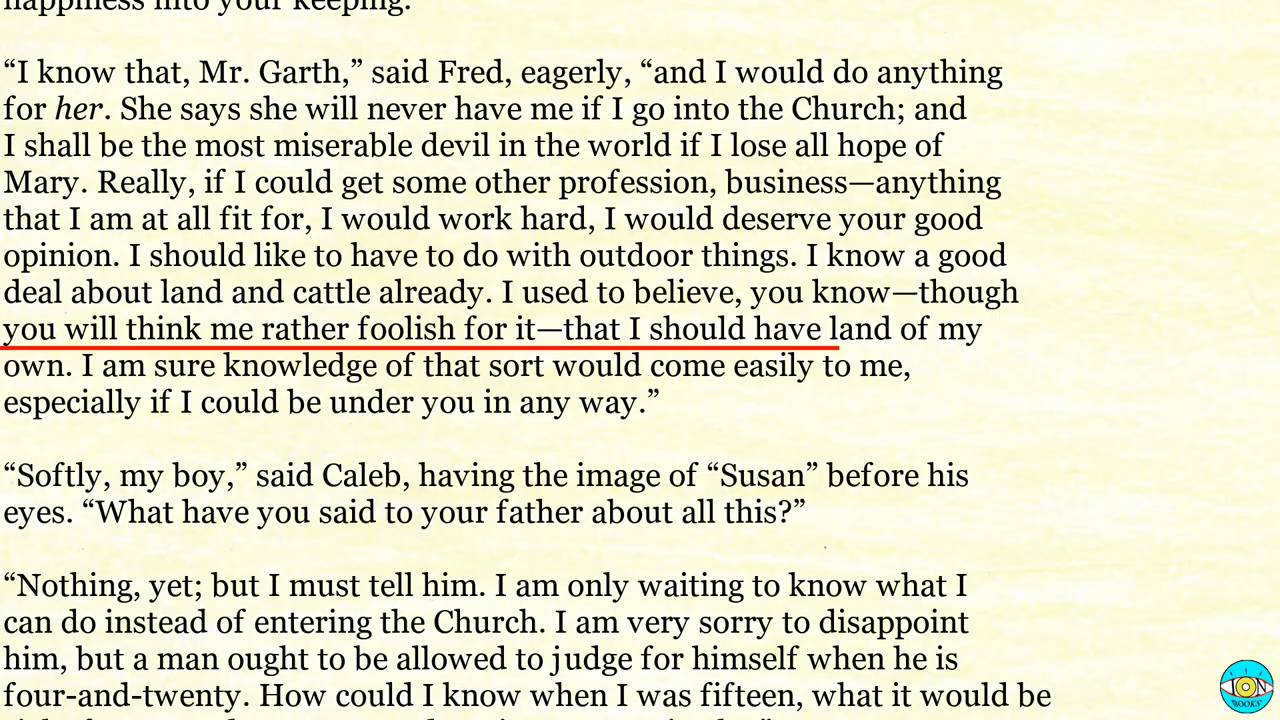 happiness into your keeping.
“I know that, Mr. Garth,” said Fred, eagerly, “and I would do anything
for her. She says she will never have me if I go into the Church; and
I shall be the most miserable devil in the world if I lose all hope of
Mary. Really, if I could get some other profession, business—anything
that I am at all fit for, I would work hard, I would deserve your good
opinion. I should like to have to do with outdoor things. I know a good
deal about land and cattle already. I used to believe, you know—though
you will think me rather foolish for it—that I should have land of my
own. I am sure knowledge of that sort would come easily to me,
especially if I could be under you in any way.”
“Softly, my boy,” said Caleb, having the image of “Susan” before his
eyes. “What have you said to your father about all this?”
“Nothing, yet; but I must tell him. I am only waiting to know what I
can do instead of entering the Church. I am very sorry to disappoint
him, but a man ought to be allowed to judge for himself when he is
four-and-twenty. How could I know when I was fifteen, what it would be
ION
BOOKS